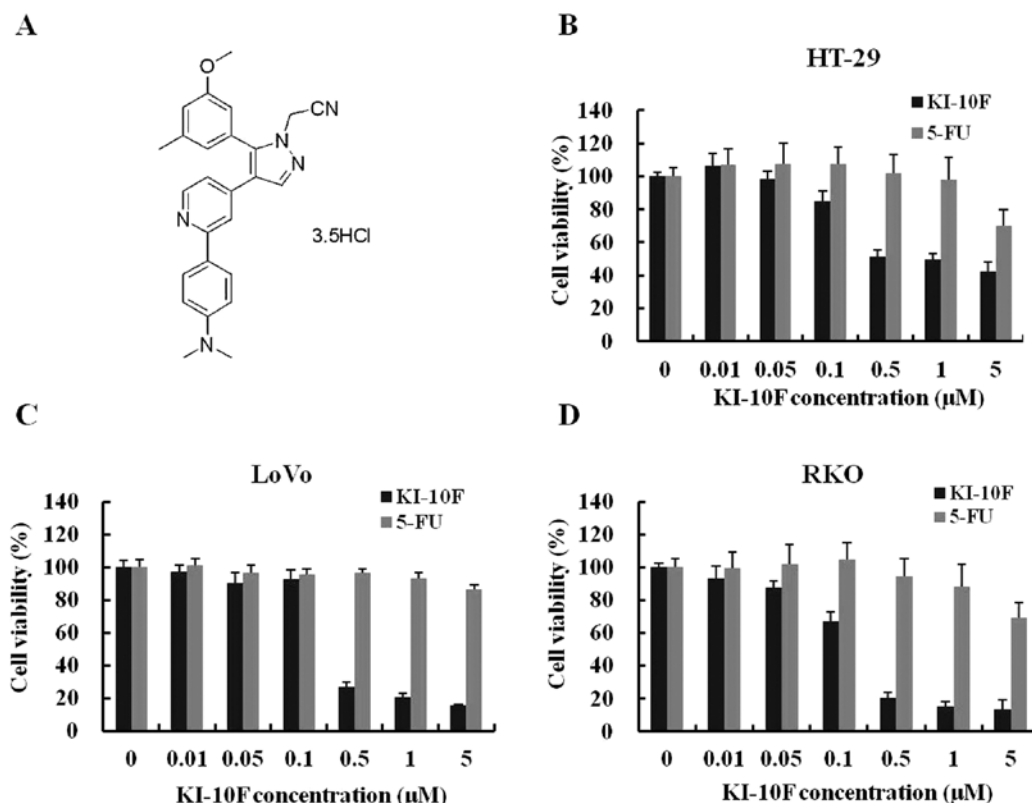 A
O
CN
N
N
N
3.5HCl
N
B
HT-29
KI-10F
5-FU
Cell viability (%)
140
120
100
80
60
40
20
0
0 0.01 0.05 0.1 0.5 1 5
KI-10F concentration (µM)
C
LoVo
KI-10F
5-FU
Cell viability (%)
140
120
100
80
60
40
20
0
0 0.01 0.05 0.1 0.5 1 5
KI-10F concentration (µM)
D
RKO
KI-10F
5-FU
Cell viability (%)
140
120
100
80
60
40
20
0
0 0.01 0.05 0.1 0.5 1 5
KI-10F concentration (µM)